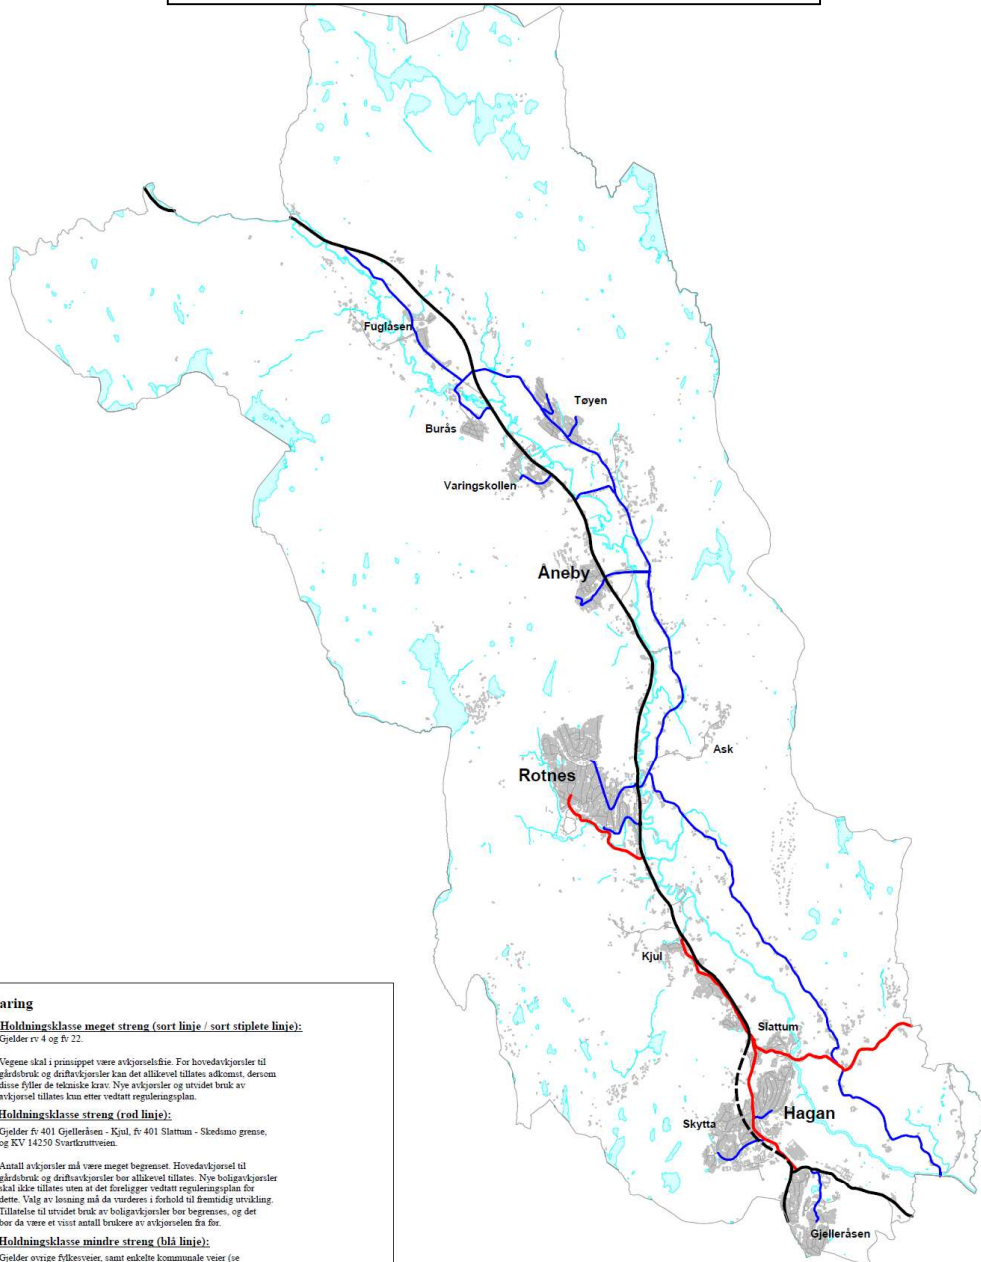 Fuglåsen
Tøyen
Burås
Varingskollen
Åneby
Ask
Rotnes
Kjul
Slattum
Hagan
Skytta
Gjelleråsen
aring
Holdningsklasse meget streng (sort linje / sort stiplete linje):
Gjelder rv 4 og fv 22.
Vegene skal i prinsippet være avkjørselsfrie. For hovedavkjørsler til
gårdsbruk og driftavkjørsler kan det allikevel tillates adkomst, dersom
disse fyller de tekniske krav. Nye avkjørsler og utvidet bruk av
avkjørsel tillates kun etter vedtatt reguleringsplan.
Holdningsklasse streng (rød linje):
Gjelder fv 401 Gjelleråsen - Kjul, fv 401 Slattum - Skedsmo grense,
og KV 14250 Svartkruttveien.
Antall avkjørsler må være meget begrenset. Hovedavkjørsel til
gårdsbruk og driftavkjørsler bør allikevel tillates. Nye boligavkjørsler
skal ikke tillates uten at det foreligger vedtatt reguleringsplan for
dette. Valg av løsning må da vurderes i forhold til fremtidig utvikling.
Tillatelse til utvidet bruk av boligavkjørsler bør begrenses, og det
bør da være et visst antall brukere av avkjørselen fra før.
Holdningsklasse mindre streng (blå linje):
Gjelder øvrige fylkesveier, samt enkelte kommunale veier (se